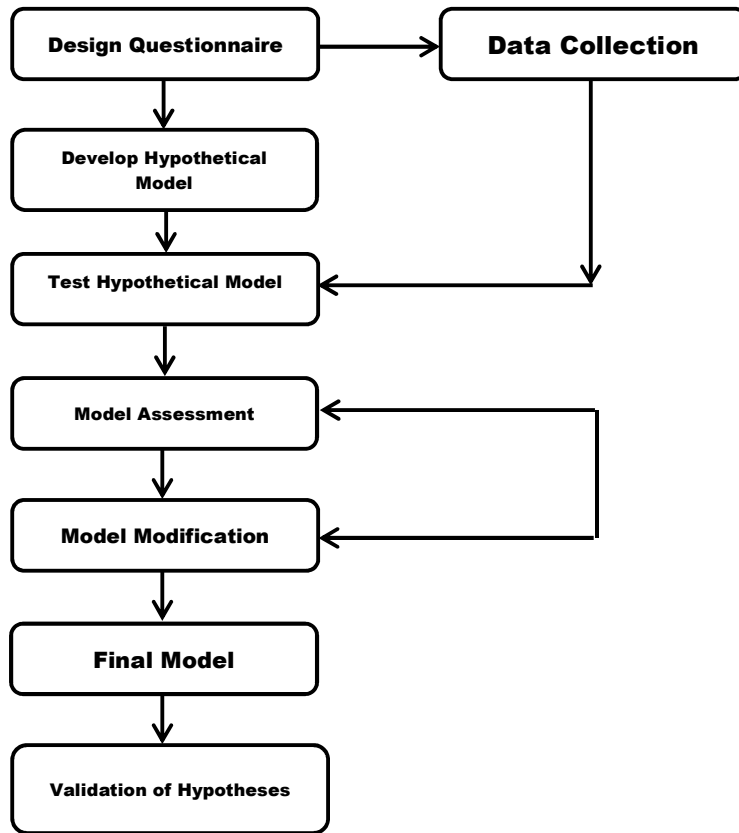 Design Questionnaire
Data Collection
Develop Hypothetical
Model
Test Hypothetical Model
Model Assessment
Model Modification
Final Model
Validation of Hypotheses